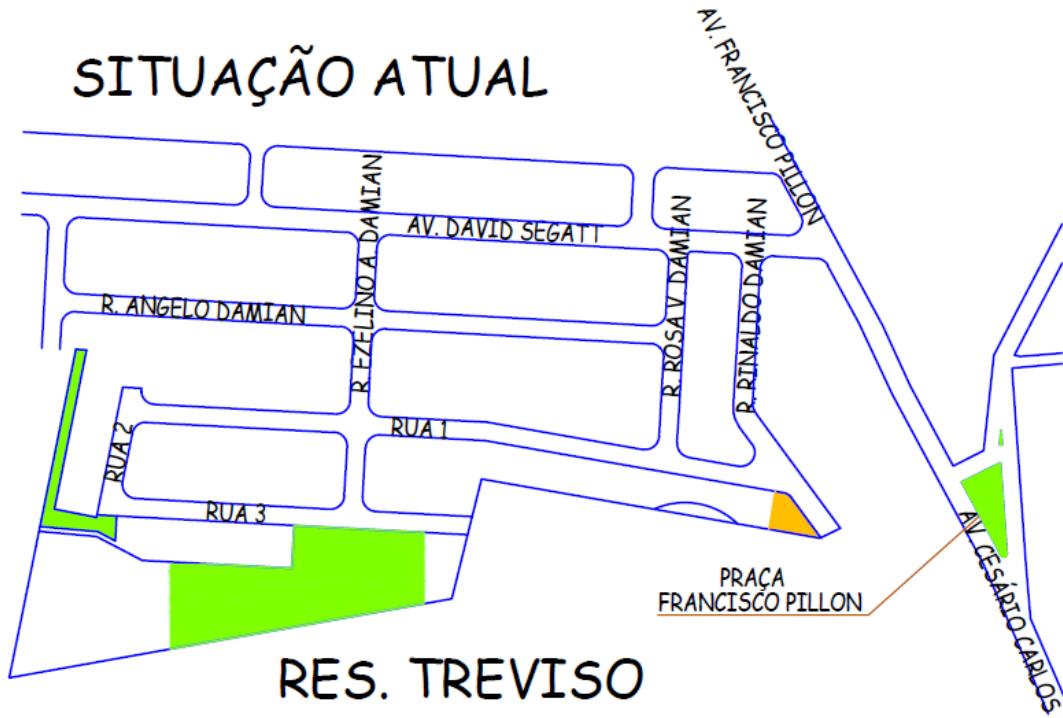 SITUAÇÃO ATUAL
AV. FRANCISCO PILLON
AV. DAVID SEGATT
R. EZELINO A. DAMIAN
R. ROSA V. DAMIAN
R. RINALDO DAMIAN
R. ANGELO DAMIAN
RUA 1
RUA 2
RUA 3
PRAÇA
FRANCISCO PILLON
AV. CESÁRIO CARLOS
RES. TREVISO